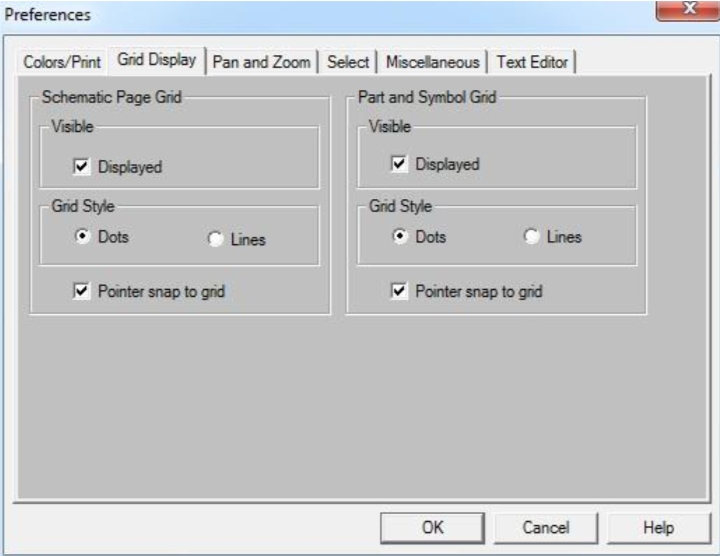 Preferences
Colors/Print Grid Display Pan and Zoom Select Miscellaneous Text Editor
Schematic Page Grid
Visible
Displayed
Grid Style
Dots Lines
Pointer snap to grid
Part and Symbol Grid
Visible
Displayed
Grid Style
Dots Lines
Pointer snap to grid
OK Cancel Help